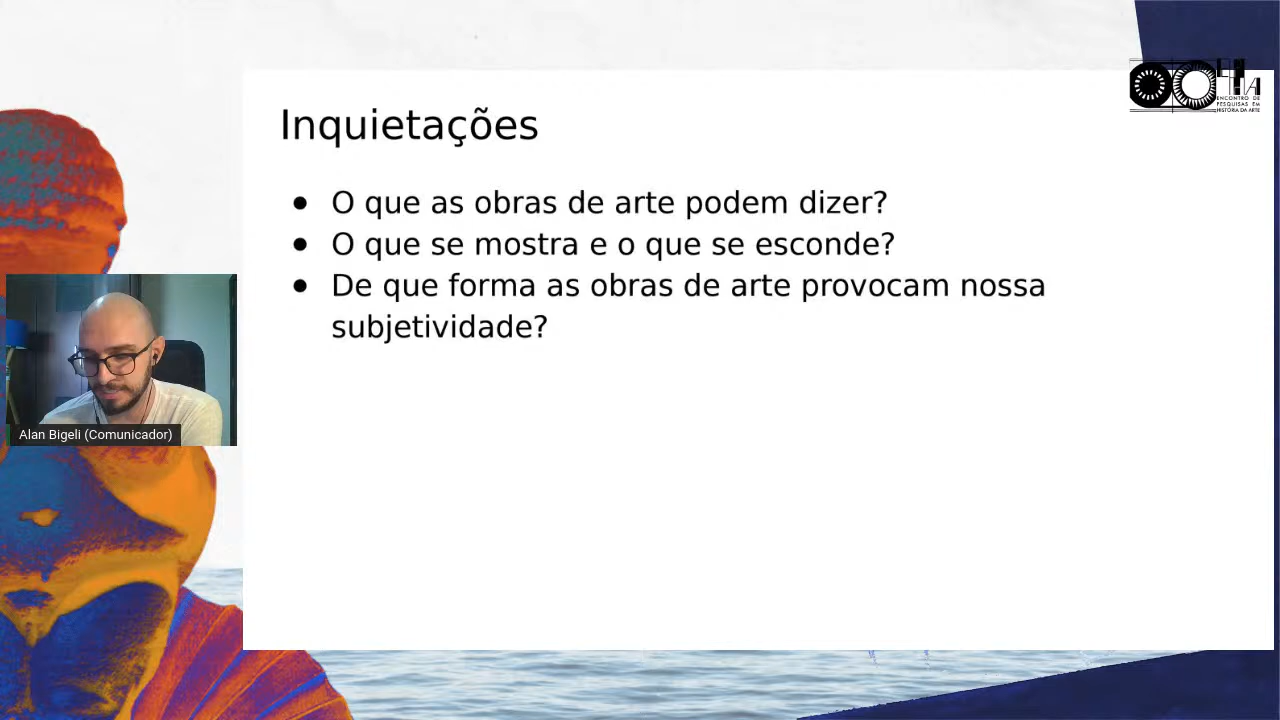 Inquietações
● O que as obras de arte podem dizer?
● O que se mostra e o que se esconde?
● De que forma as obras de arte provocam nossa
subjetividade?
Alan Bigeli (Comunicador)
EHA
ENCONTRO DE
PESQUISAS EM
HISTÓRIA DA ARTE